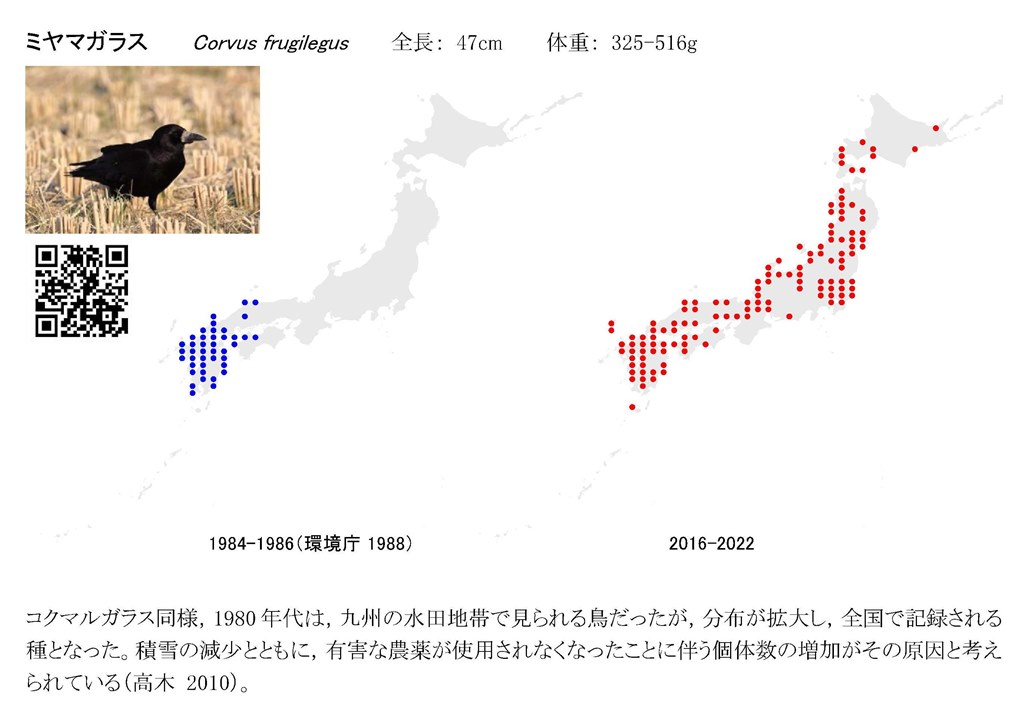 ミヤマガラス Corvus frugilegus 全長： 47cm 体重： 325-516g
1984-1986（環境庁 1988） 2016-2022
コクマルガラス同様，1980 年代は，九州の水田地帯で見られる鳥だったが，分布が拡大し，全国で記録される
種となった。積雪の減少とともに，有害な農薬が使用されなくなったことに伴う個体数の増加がその原因と考え
られている（高木 2010）。